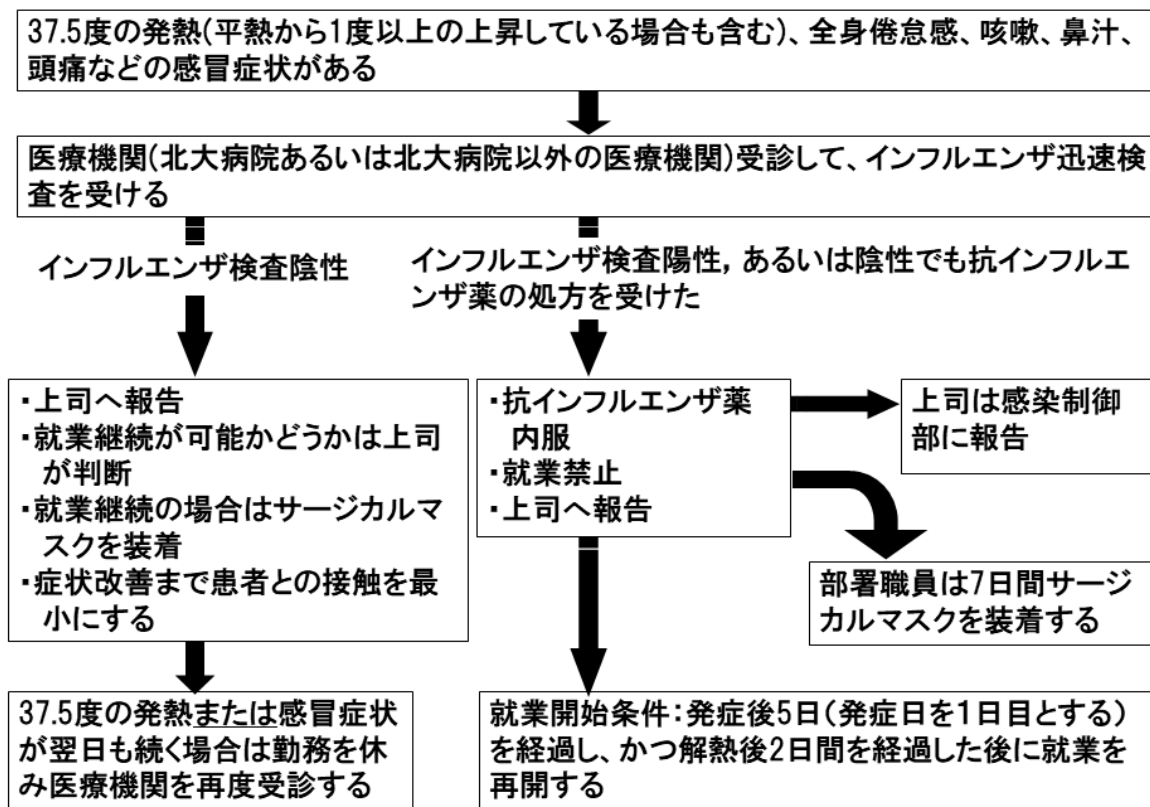 37.5度の発熱(平熱から1度以上の上昇している場合も含む)、全身倦怠感、咳嗽、鼻汁、
頭痛などの感冒症状がある
医療機関(北大病院あるいは北大病院以外の医療機関)受診して、インフルエンザ迅速検
査を受ける
インフルエンザ検査陰性
インフルエンザ検査陽性, あるいは陰性でも抗インフルエ
ンザ薬の処方を受けた
・上司へ報告
・就業継続が可能かどうかは上司
が判断
・就業継続の場合はサージカルマ
スクを装着
・症状改善まで患者との接触を最
小にする
・抗インフルエンザ薬
内服
・就業禁止
・上司へ報告
上司は感染制御
部に報告
部署職員は7日間サージ
カルマスクを装着する
37.5度の発熱または感冒症状
が翌日も続く場合は勤務を休
み医療機関を再度受診する
就業開始条件:発症後5日(発症日を1日目とする)
を経過し、かつ解熱後2日間を経過した後に就業を
再開する